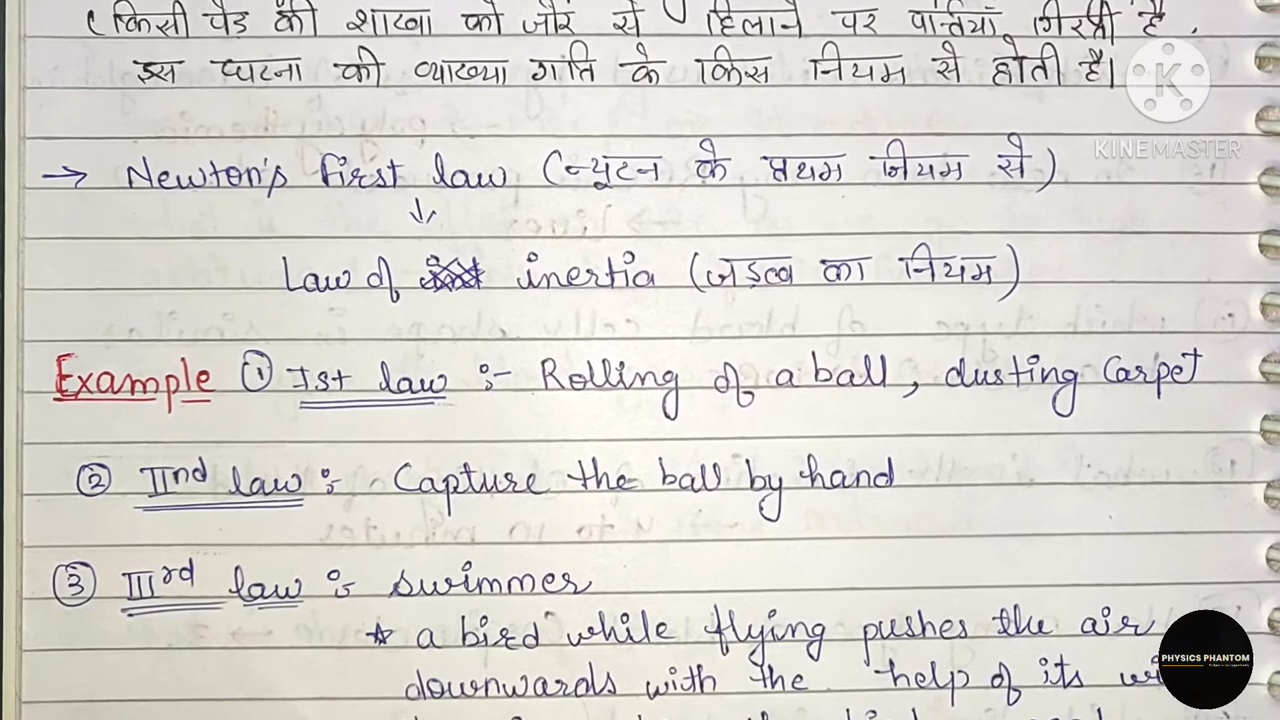 (किसी पेड़ की शाखा को जोर से हिलाने पर पत्तियाँ गिरती है.
इस घटना की व्याख्या गति के किस नियम से होती है।
K
KINEMASTER
→ Newton's first law (न्यूटन के प्रथम नियम से)
↓
Law of inertia (जड़त्व का नियम)
Example ① Ist law :- Rolling of a ball, dusting carpet
② IInd law :- Capture the ball by hand
③ IIIrd law :- swimmer
* a bird while flying pushes the air
PHYSICS PHANTOM
downwards with the help of its